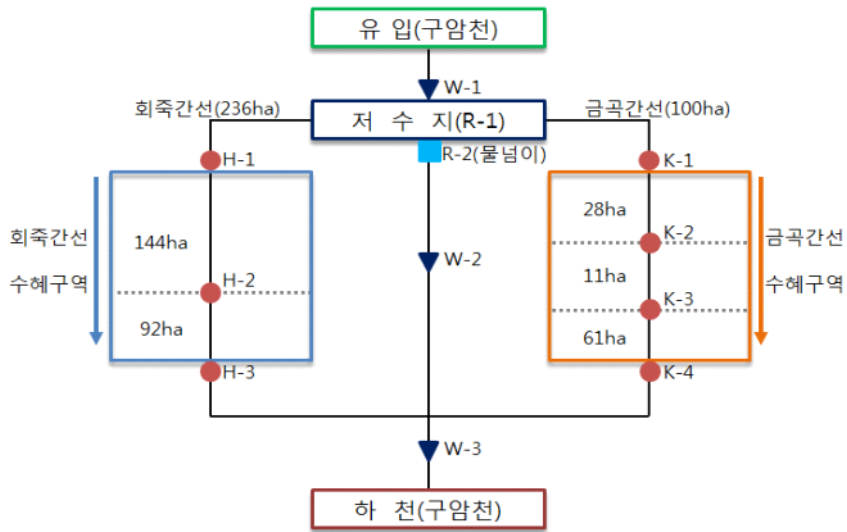 유 입(구암천)
W-1
회죽간선(236ha)
저 수 지(R-1)
금곡간선(100ha)
R-2(물넘이)
H-1
K-1
회죽간선
수혜구역
144ha
H-2
92ha
H-3
W-2
28ha
K-2
11ha
K-3
61ha
K-4
금곡간선
수혜구역
W-3
하 천(구암천)